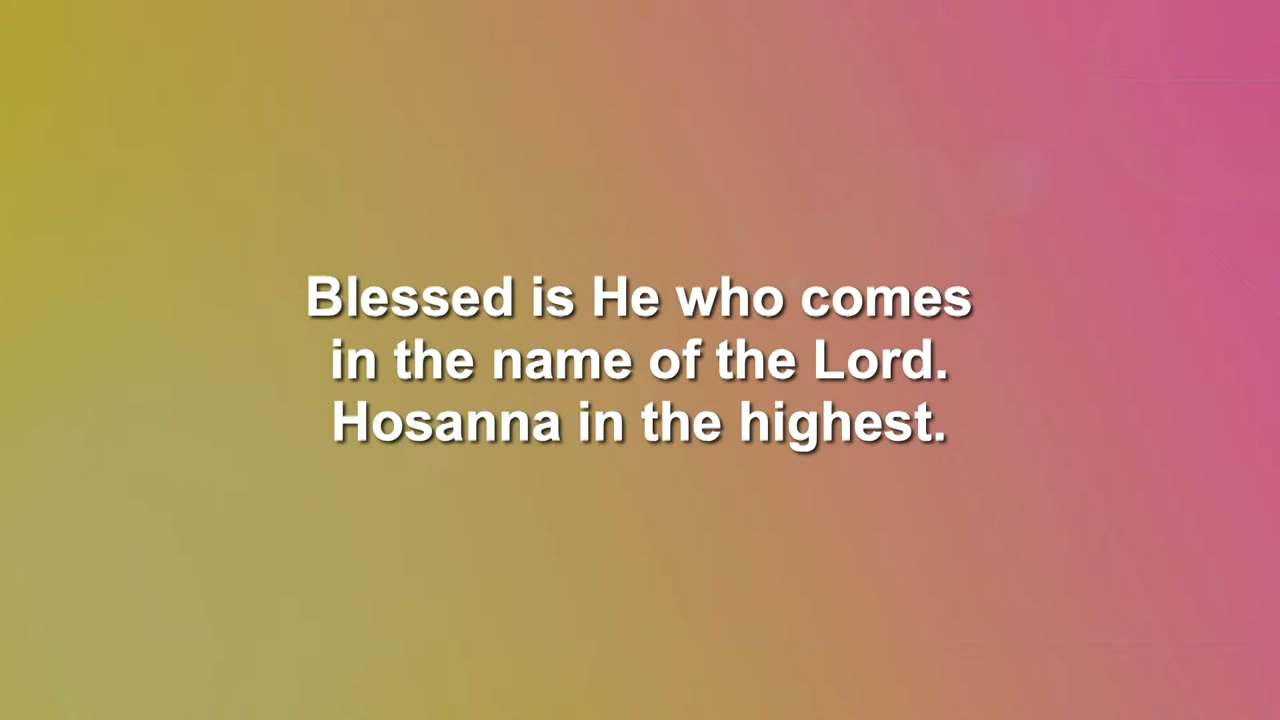 Blessed is He who comes
in the name of the Lord.
Hosanna in the highest.